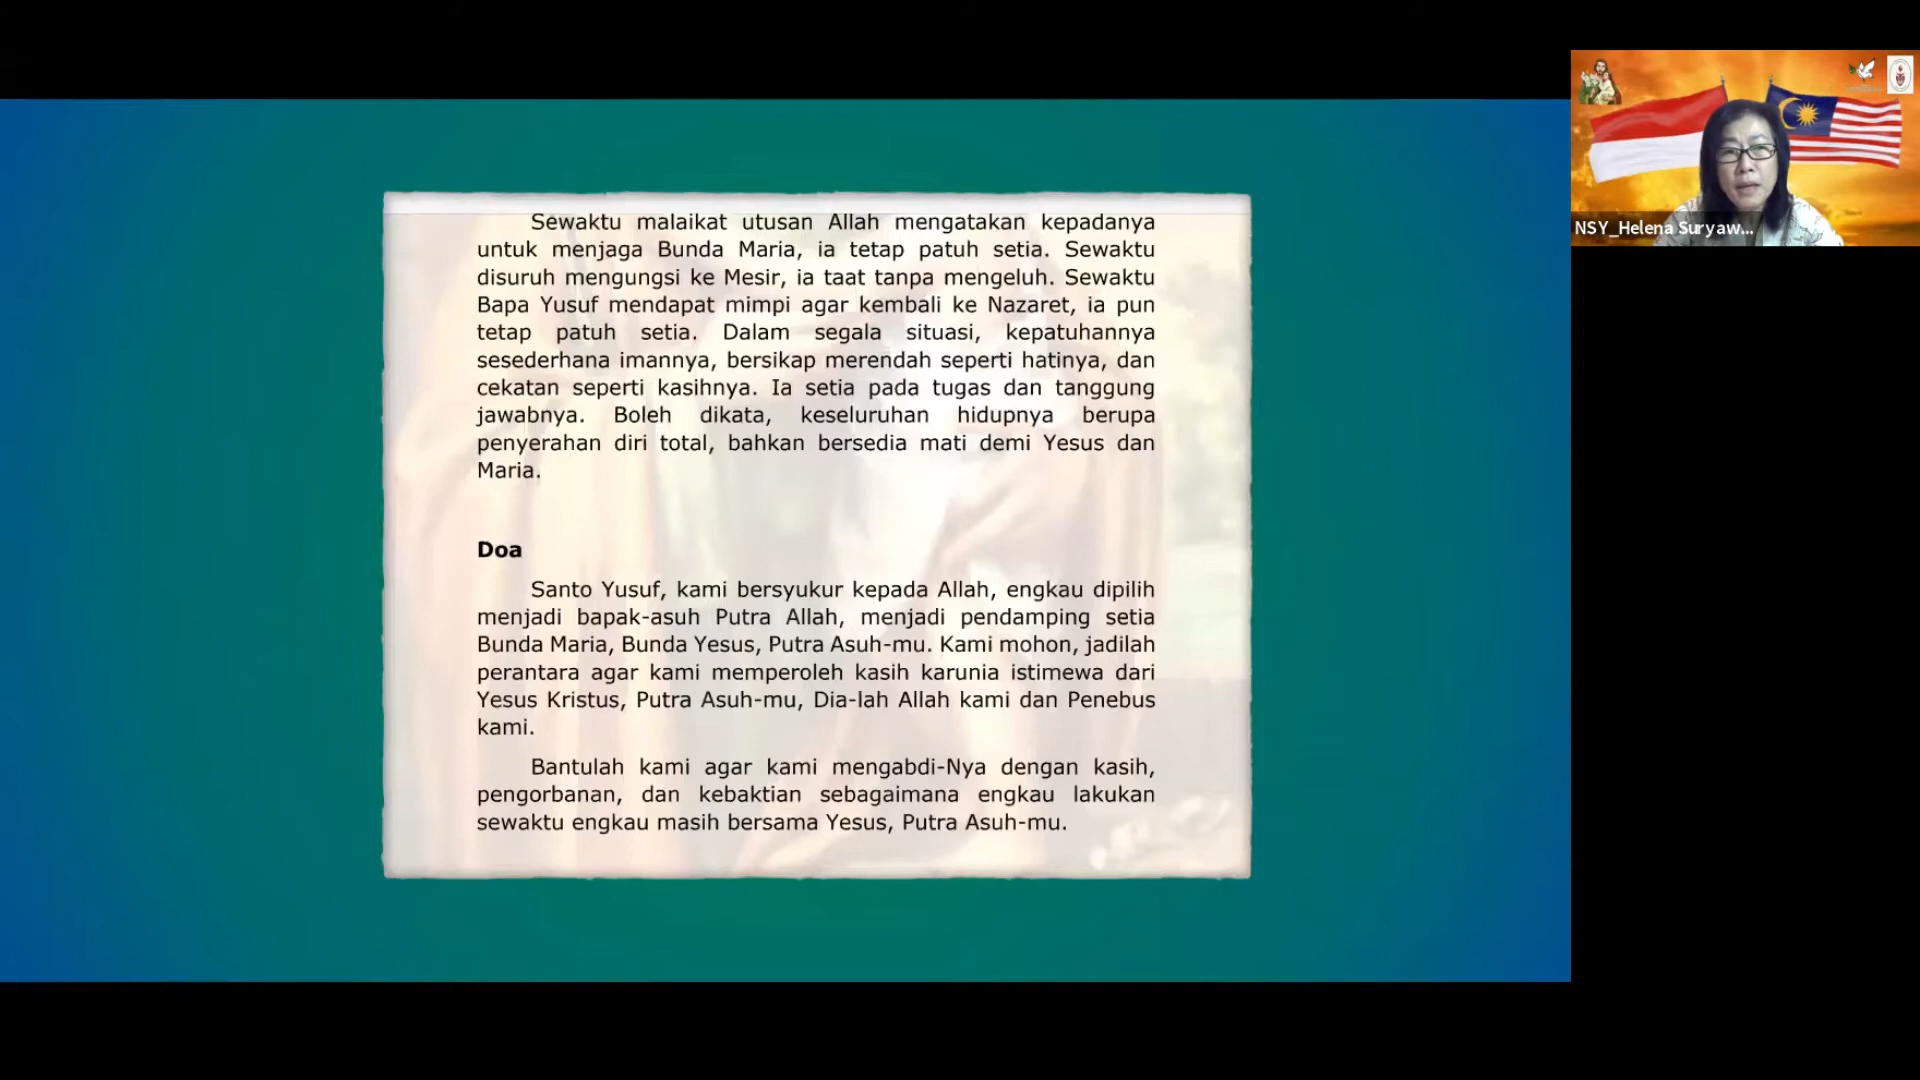 Sewaktu malaikat utusan Allah mengatakan kepadanya
untuk menjaga Bunda Maria, ia tetap patuh setia. Sewaktu
disuruh mengungsi ke Mesir, ia taat tanpa mengeluh. Sewaktu
Bapa Yusuf mendapat mimpi agar kembali ke Nazaret, ia pun
tetap patuh setia. Dalam segala situasi, kepatuhannya
sesederhana imannya, bersikap merendah seperti hatinya, dan
cekatan seperti kasihnya. Ia setia pada tugas dan tanggung
jawabnya. Boleh dikata, keseluruhan hidupnya berupa
penyerahan diri total, bahkan bersedia mati demi Yesus dan
Maria.
Doa
Santo Yusuf, kami bersyukur kepada Allah, engkau dipilih
menjadi bapak-asuh Putra Allah, menjadi pendamping setia
Bunda Maria, Bunda Yesus, Putra Asuh-mu. Kami mohon, jadilah
perantara agar kami memperoleh kasih karunia istimewa dari
Yesus Kristus, Putra Asuh-mu, Dia-lah Allah kami dan Penebus
kami.
Bantulah kami agar kami mengabdi-Nya dengan kasih,
pengorbanan, dan kebaktian sebagaimana engkau lakukan
sewaktu engkau masih bersama Yesus, Putra Asuh-mu.
NSY_Helena Suryaw...